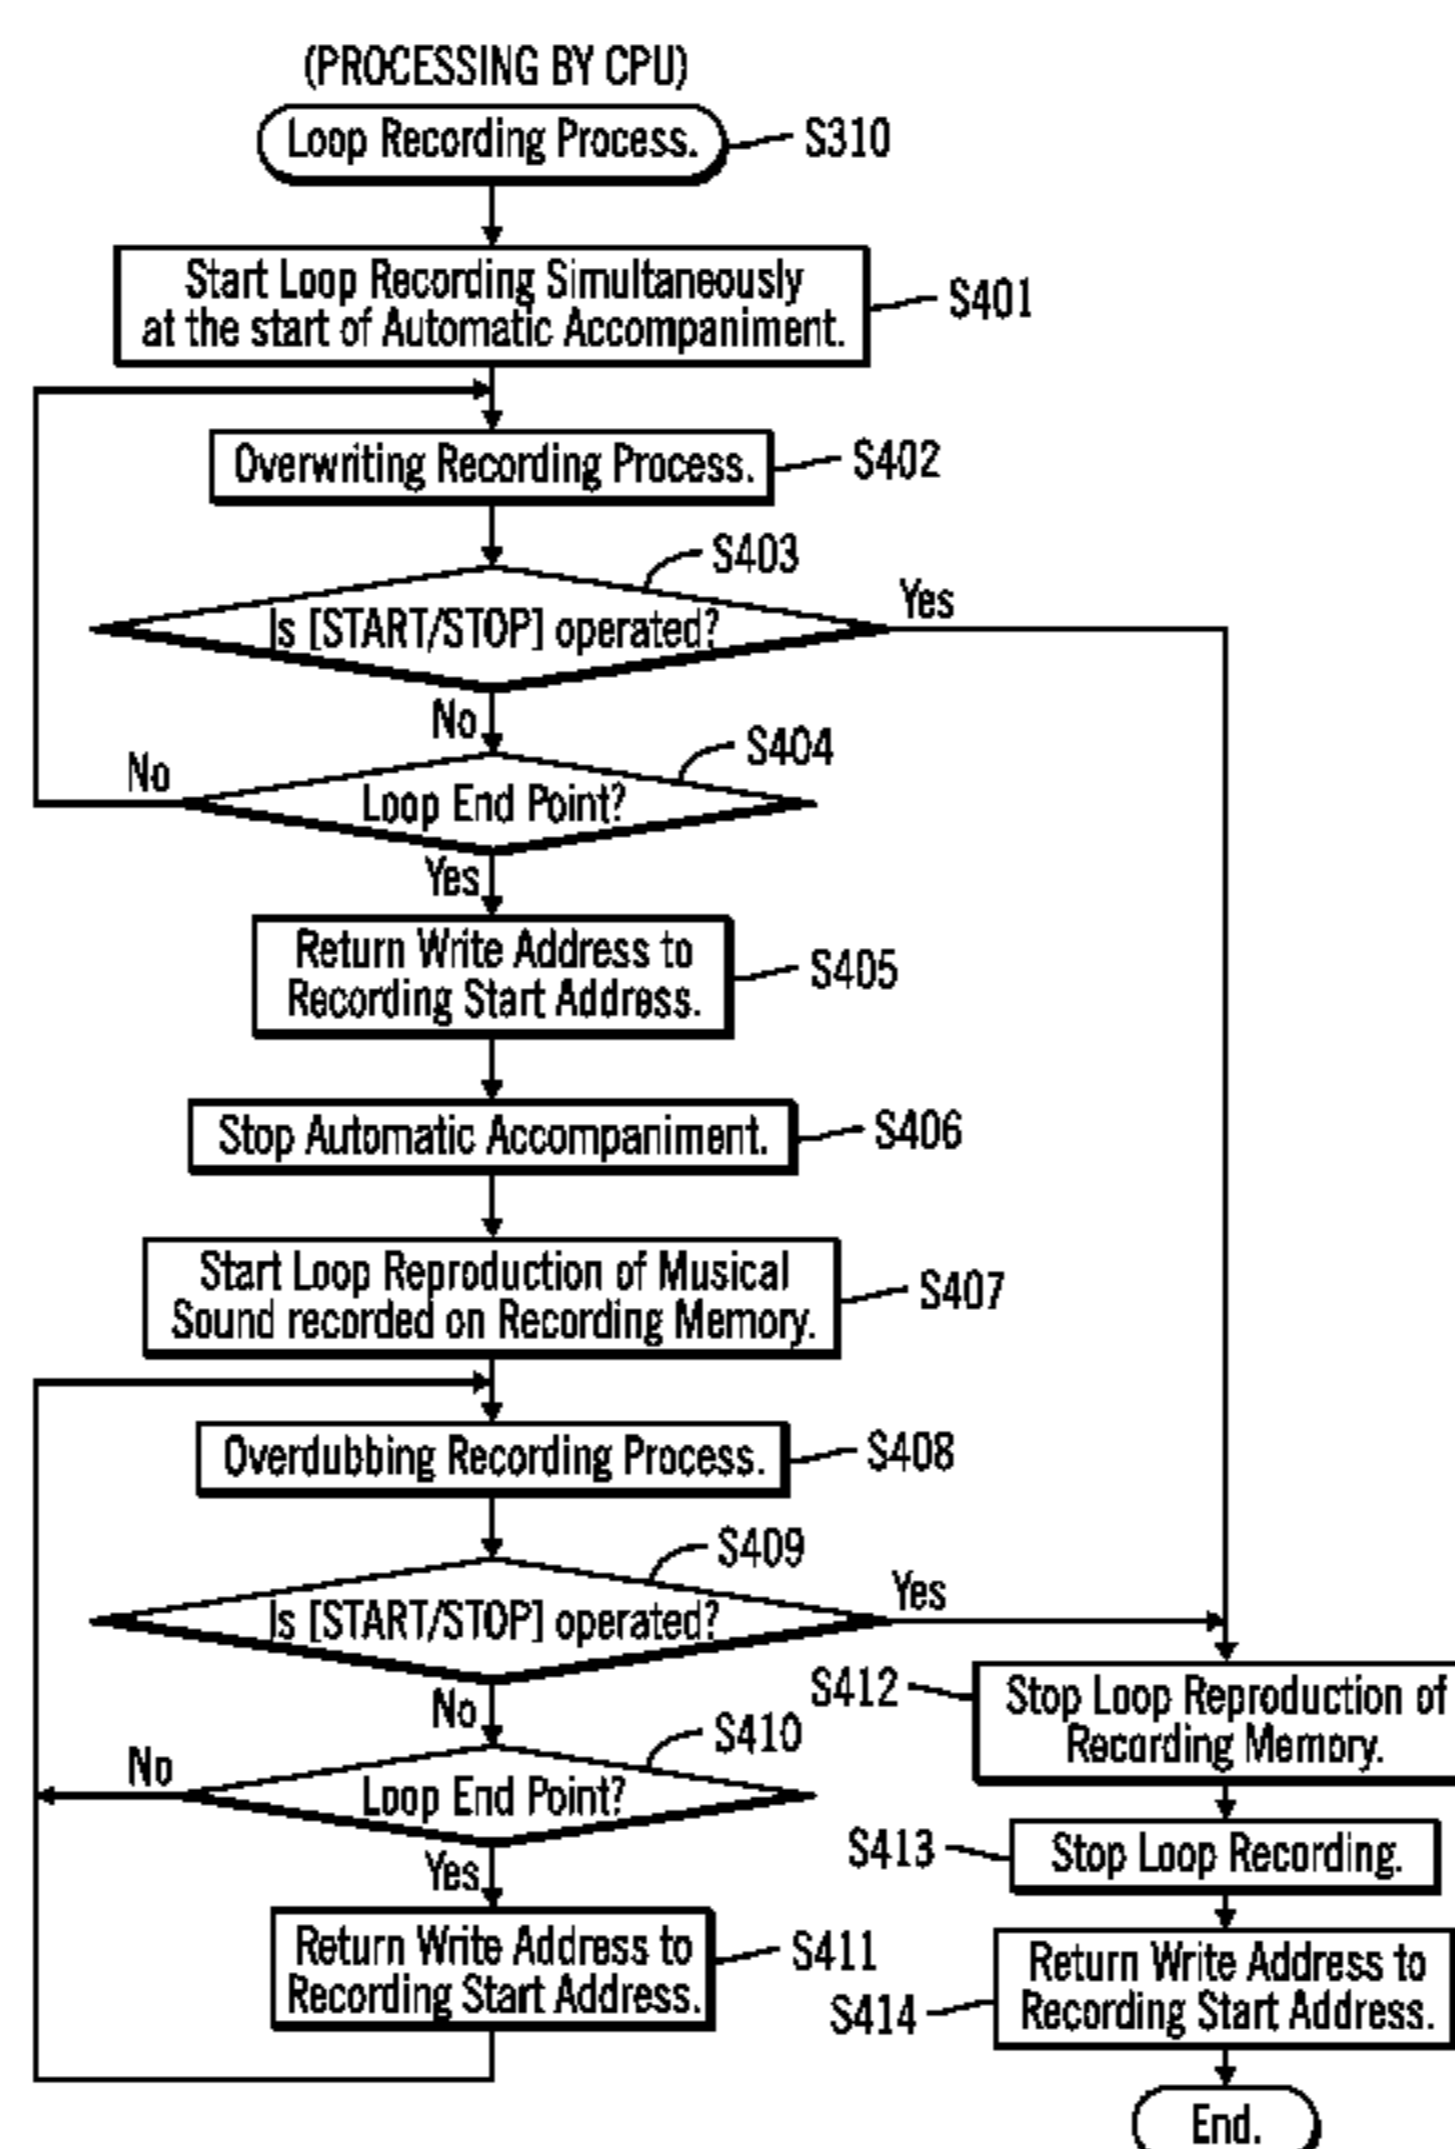 (PROCESSING BY CPU)
Loop Recording Process.
S310
Start Loop Recording Simultaneously
at the start of Automatic Accompaniment.
S401
Overwriting Recording Process.
S402
S403
Is [START/STOP] operated?
Yes
No
S404
No
Loop End Point?
Yes
Return Write Address to
Recording Start Address.
S405
Stop Automatic Accompaniment.
S406
Start Loop Reproduction of Musical
Sound recorded on Recording Memory.
S407
Overdubbing Recording Process.
S408
S409
Is [START/STOP] operated?
Yes
No
S410
No
Loop End Point?
Yes
Return Write Address to
Recording Start Address.
S411
S412
Stop Loop Reproduction of
Recording Memory.
S413
Stop Loop Recording.
Return Write Address to
Recording Start Address.
S414
End.